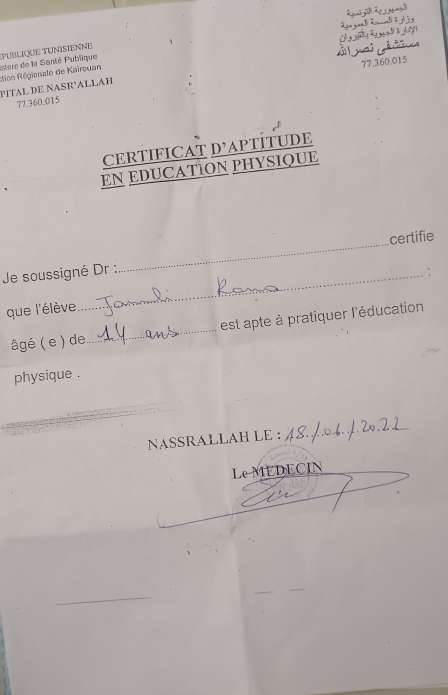 EPUBLIQUE TUNISIENNE
istere de la Santé Publique
ction Régionale de Kairouan
PITAL DE NASR'ALLAH
77.360.015
الجمهورية التونسية
وزارة الصحة العمومية
الإدارة الجهوية بالقيروان
مستشفى نصر الله
77.360.015
CERTIFICAT D'APTITUDE
EN EDUCATION PHYSIQUE
Je soussigné Dr :........................certifie
que l'élève....... Rama ........ :
âgé ( e ) de... 14 ans ........ est apte à pratiquer l'éducation
physique .
NASSRALLAH LE : 18./.06./.20.22
Le MEDECIN